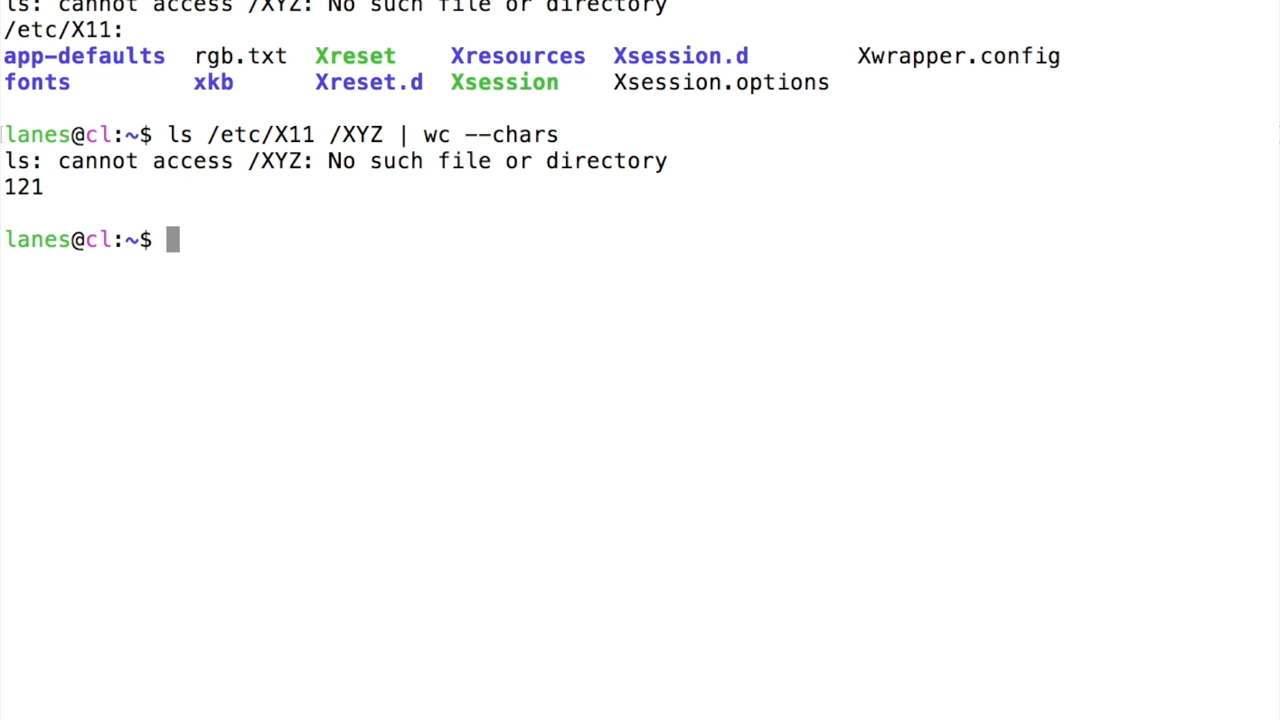 ls: cannot access /XYZ: No such file or directory
/etc/X11:
app-defaults  rgb.txt  Xreset    Xresources  Xsession.d        Xwrapper.config
fonts         xkb      Xreset.d  Xsession    Xsession.options
lanes@cl:~$ ls /etc/X11 /XYZ | wc --chars
ls: cannot access /XYZ: No such file or directory
121
lanes@cl:~$